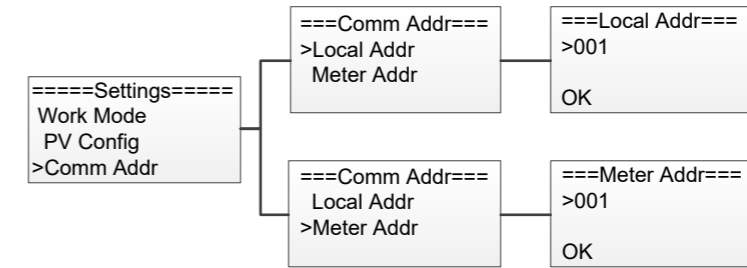 =====Settings=====
Work Mode
PV Config
>Comm Addr
===Comm Addr===
>Local Addr
Meter Addr
===Local Addr===
>001
OK
===Comm Addr===
Local Addr
>Meter Addr
===Meter Addr===
>001
OK